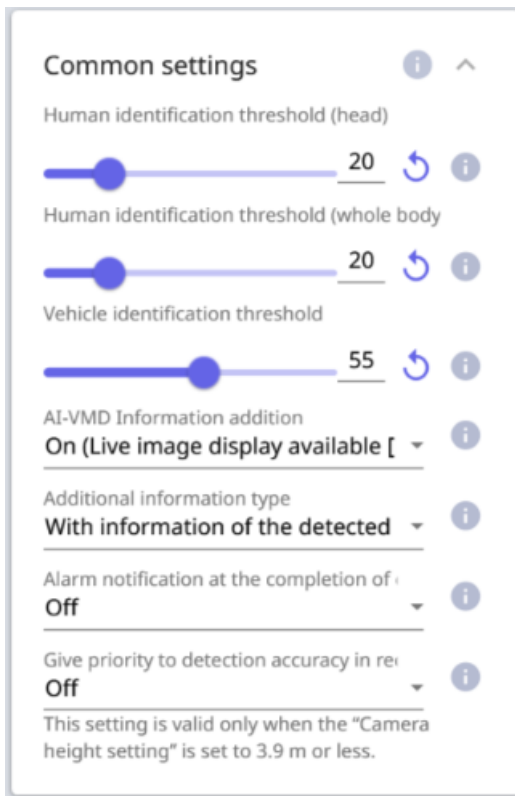 Common settings
Human identification threshold (head)
20
Human identification threshold (whole body
20
Vehicle identification threshold
55
AI-VMD Information addition
On (Live image display available [
Additional information type
With information of the detected
Alarm notification at the completion of
Off
Give priority to detection accuracy in
Off
This setting is valid only when the “Camera
height setting” is set to 3.9 m or less.